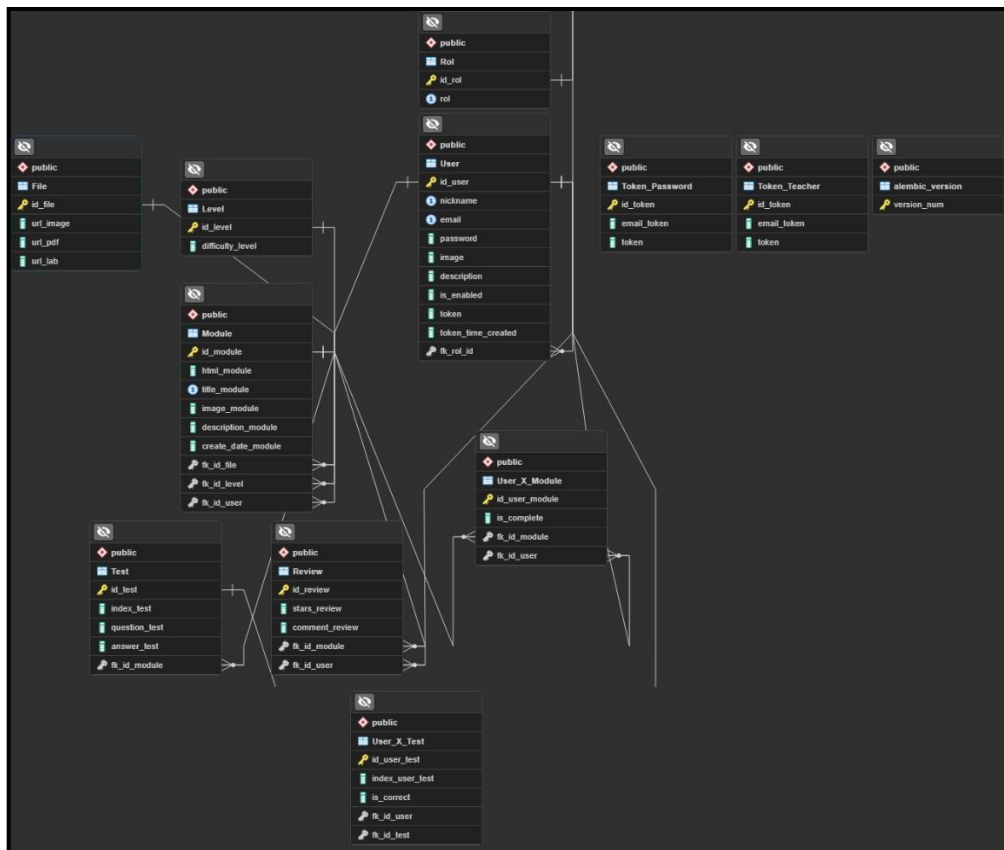 public
Rol
id_rol
rol
public
User
id_user
nickname
email
password
image
description
is_enabled
token
token_time_created
fk_rol_id
public
File
id_file
url_image
url_pdf
url_lab
public
Level
id_level
difficulty_level
public
Token_Password
id_token
email_token
token
public
Token_Teacher
id_token
email_token
token
public
alembic_version
version_num
public
Module
id_module
html_module
title_module
image_module
description_module
create_date_module
fk_id_file
fk_id_level
fk_id_user
public
User_X_Module
id_user_module
is_complete
fk_id_module
fk_id_user
public
Test
id_test
index_test
question_test
answer_test
fk_id_module
public
Review
id_review
stars_review
comment_review
fk_id_module
fk_id_user
public
User_X_Test
id_user_test
index_user_test
is_correct
fk_id_user
fk_id_test